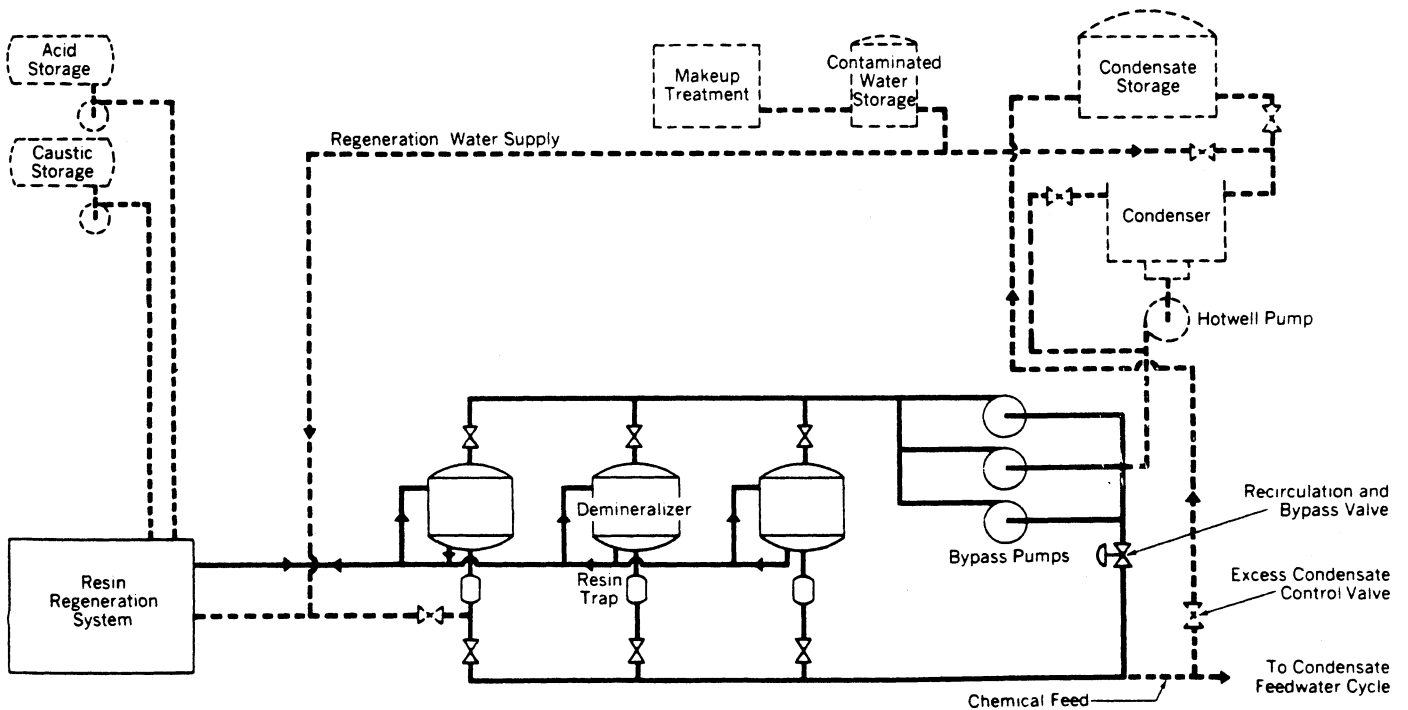 Acid
Storage
Caustic
Storage
Makeup
Treatment
Contaminated
Water
Storage
Condensate
Storage
Regeneration Water Supply
Condenser
Hotwell Pump
Demineralizer
Bypass Pumps
Recirculation and
Bypass Valve
Resin
Regeneration
System
Resin
Trap
Excess Condensate
Control Valve
To Condensate
Feedwater Cycle
Chemical Feed